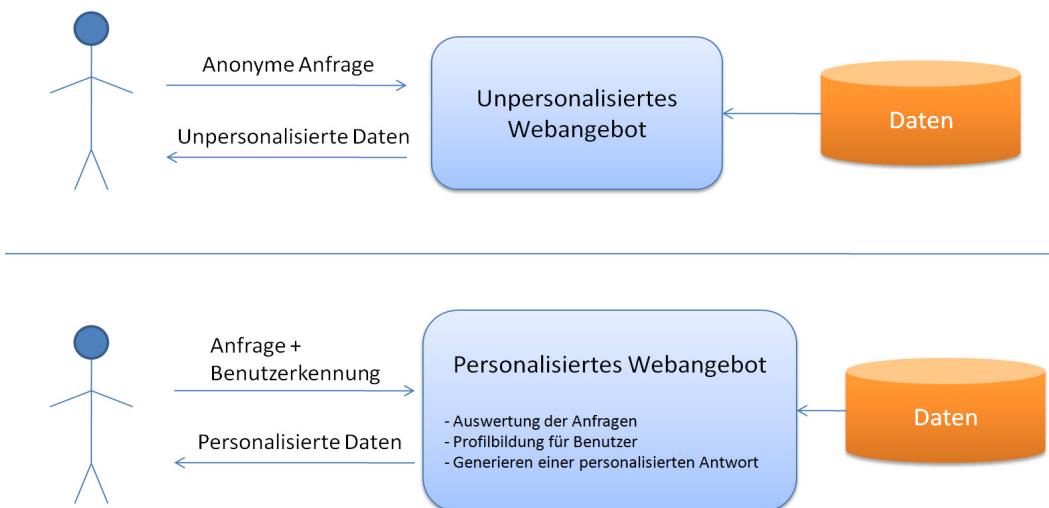 Anonyme Anfrage
Unpersonalisierte Daten
Unpersonalisiertes
Webangebot
Daten
Anfrage +
Benutzerkennung
Personalisierte Daten
Personalisiertes Webangebot
- Auswertung der Anfragen
- Profilbildung für Benutzer
- Generieren einer personalisierten Antwort
Daten